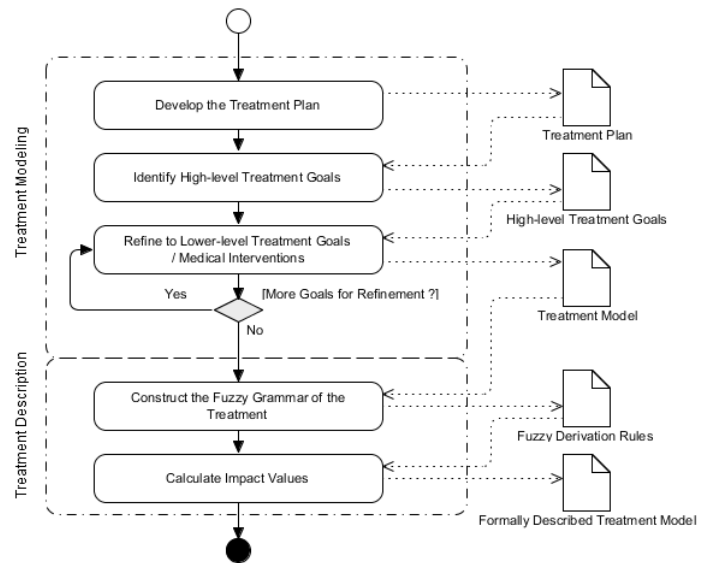 Treatment Modeling
Develop the Treatment Plan
Treatment Plan
Identify High-level Treatment Goals
High-level Treatment Goals
Refine to Lower-level Treatment Goals
/ Medical Interventions
Yes
[More Goals for Refinement ?]
No
Treatment Model
Treatment Description
Construct the Fuzzy Grammar of the
Treatment
Fuzzy Derivation Rules
Calculate Impact Values
Formally Described Treatment Model